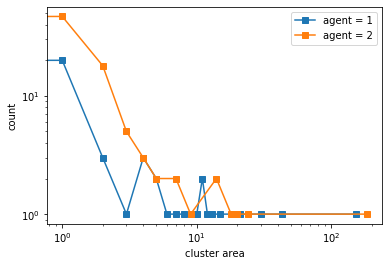 agent = 1
agent = 2
count
10¹
10⁰
10⁰
10¹
10²
cluster area